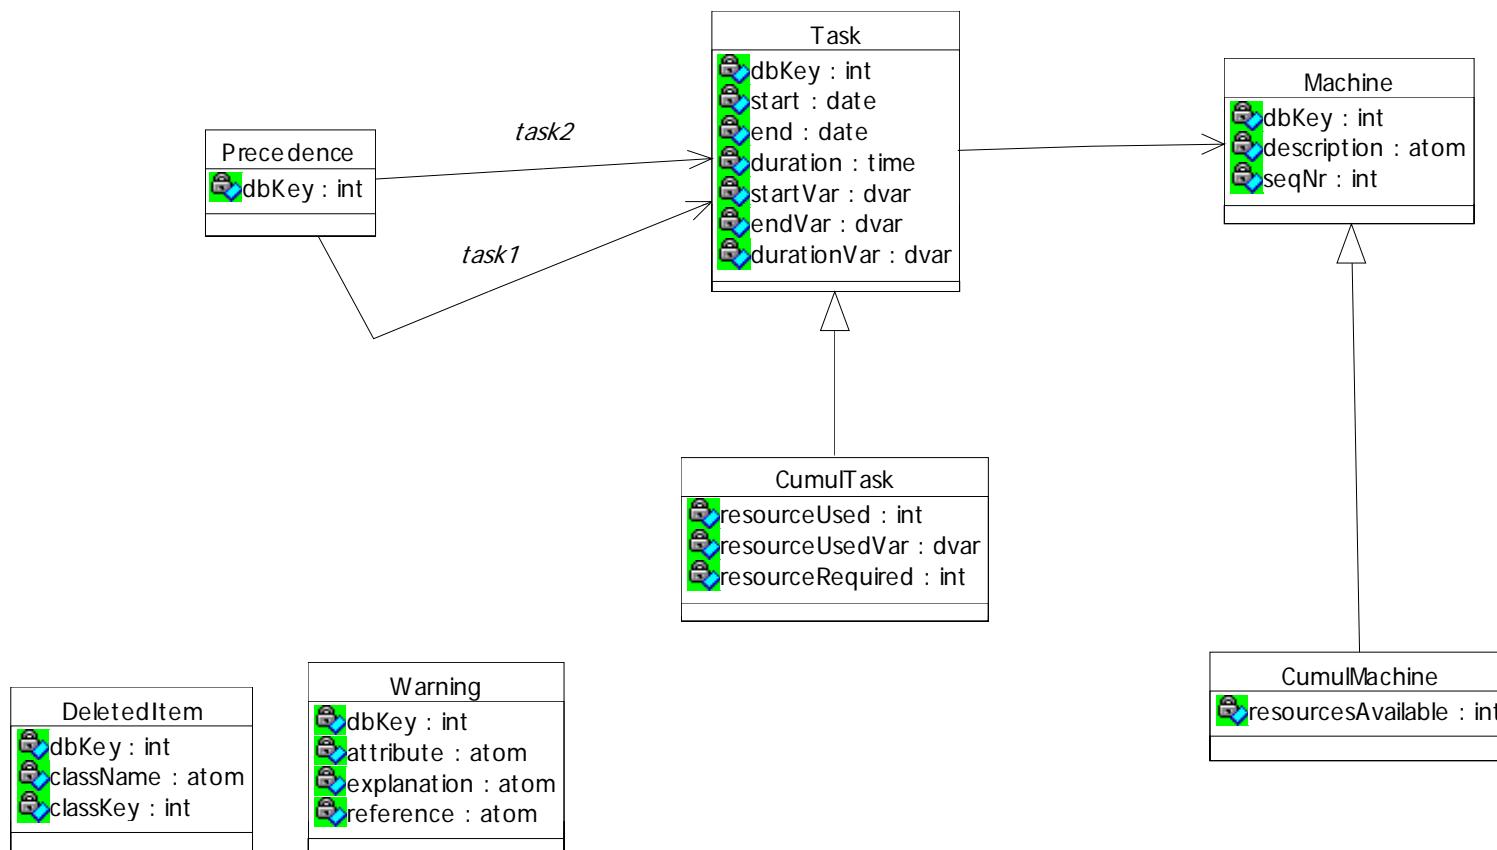 Task
dbKey : int
start : date
end : date
duration : time
startVar : dvar
endVar : dvar
durationVar : dvar
Machine
dbKey : int
description : atom
seqNr : int
Precedence
dbKey : int
task2
task1
CumulTask
resourceUsed : int
resourceUsedVar : dvar
resourceRequired : int
CumulMachine
resourcesAvailable : int
DeletedItem
dbKey : int
className : atom
classKey : int
Warning
dbKey : int
attribute : atom
explanation : atom
reference : atom